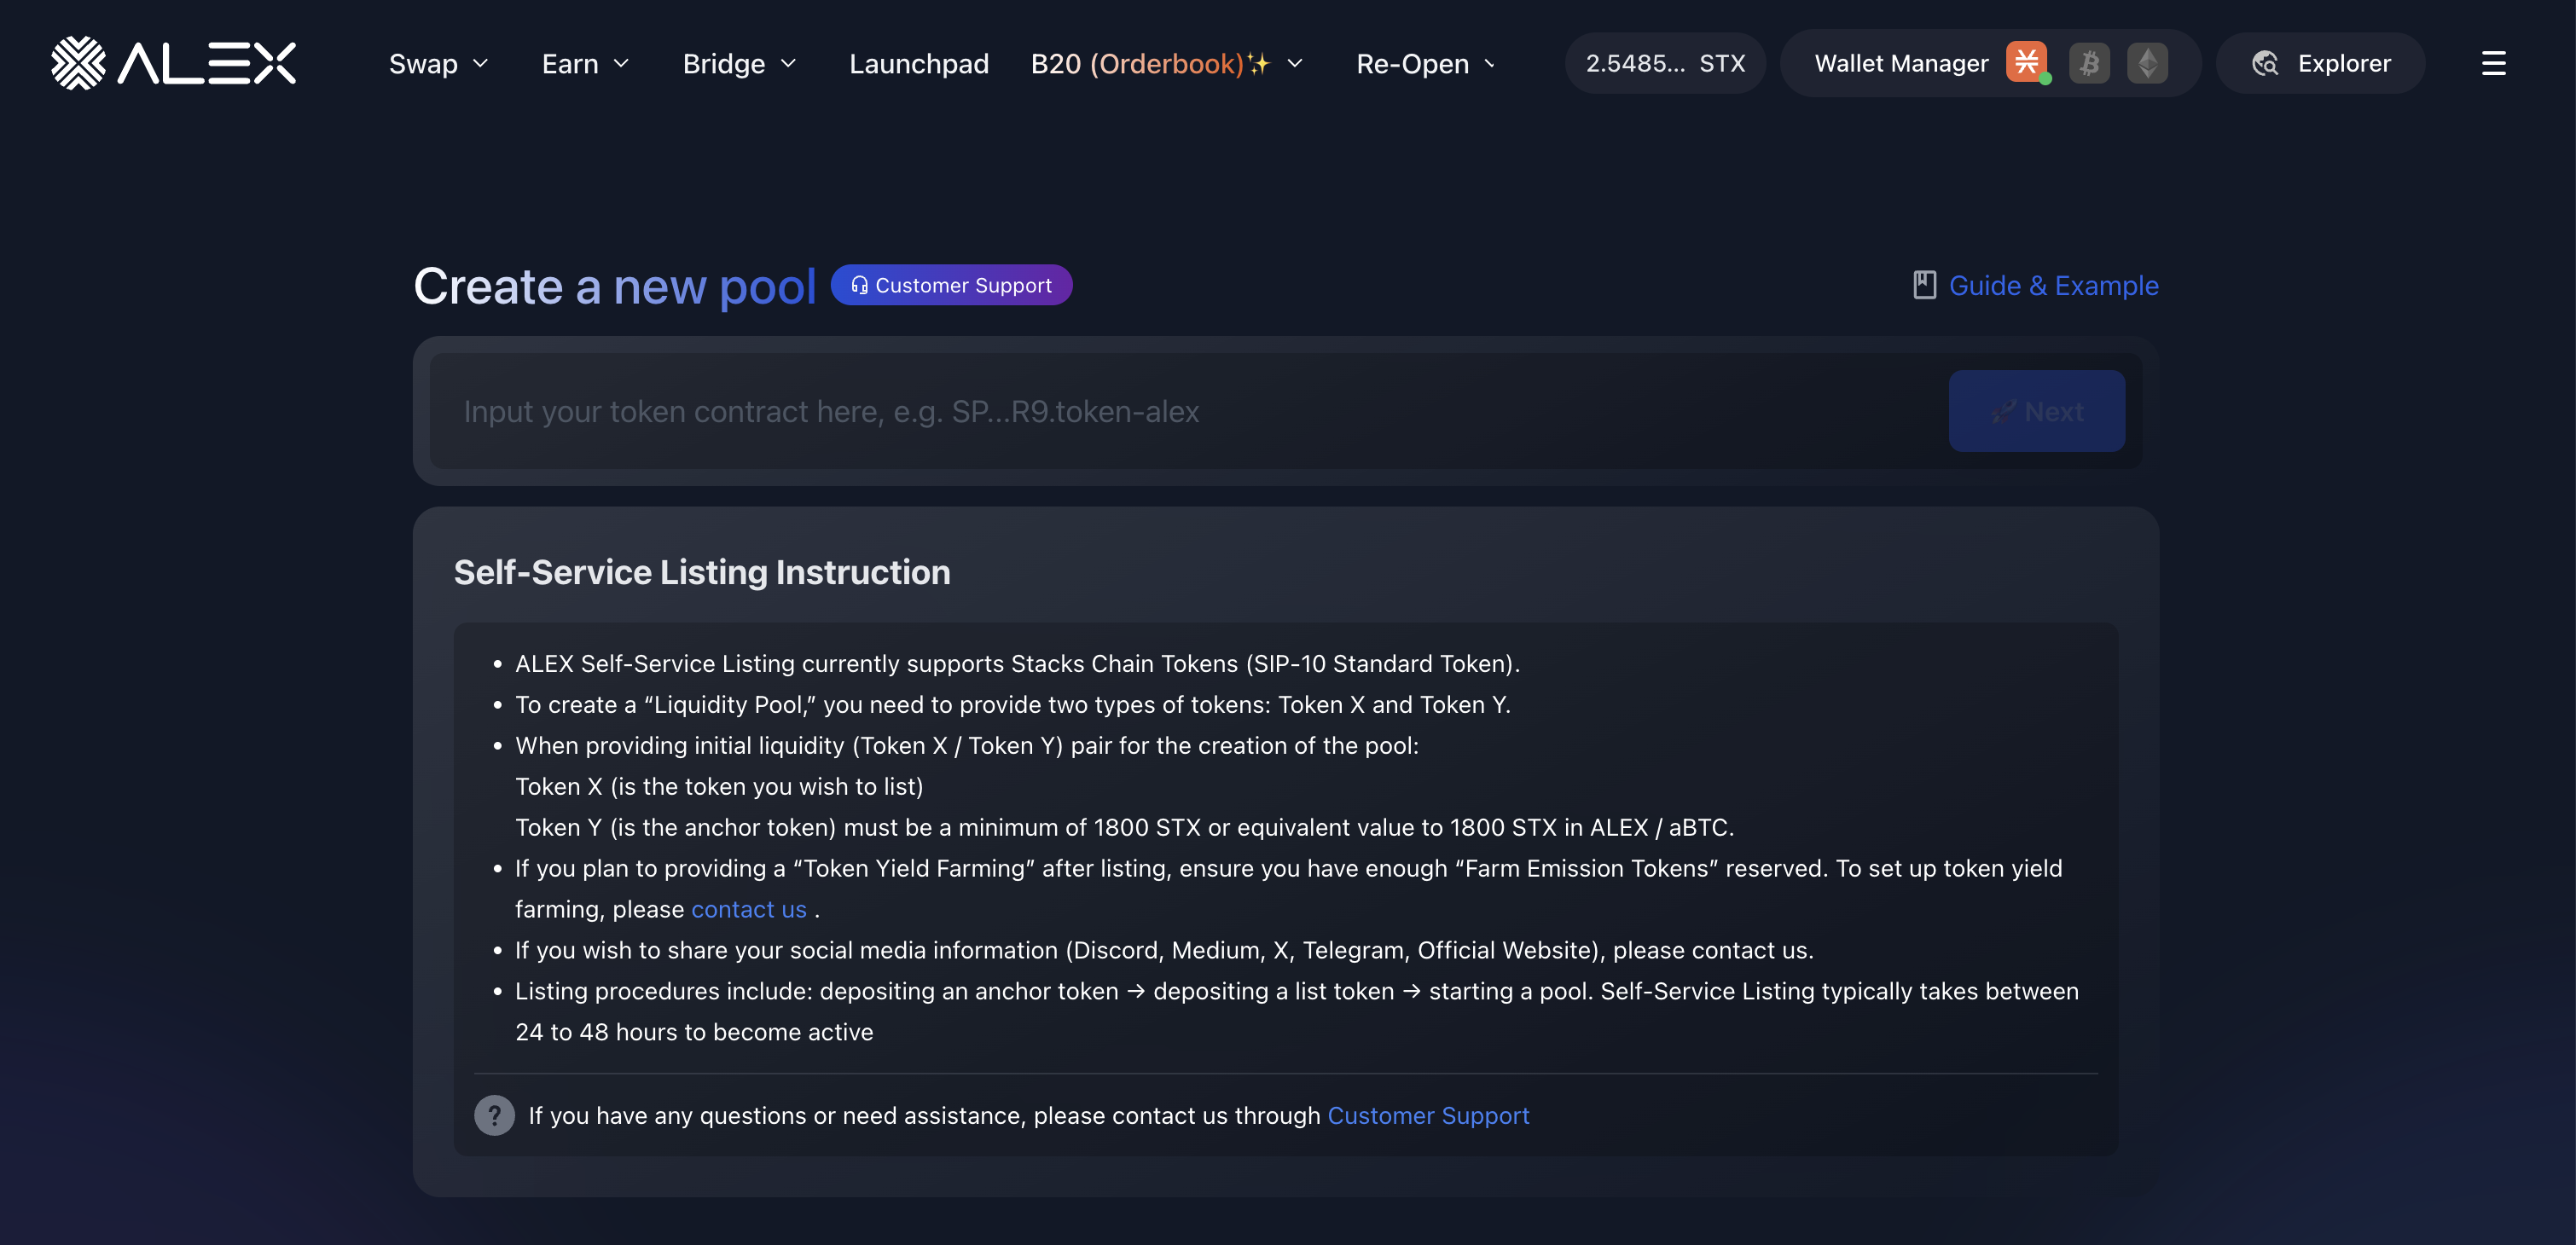 ALEX
Swap
Earn
Bridge
Launchpad
B20 (Orderbook)✨
Re-Open
2.5485... STX
Wallet Manager
Explorer
Create a new pool
Customer Support
Guide & Example
Input your token contract here, e.g. SP...R9.token-alex
🚀 Next
Self-Service Listing Instruction
• ALEX Self-Service Listing currently supports Stacks Chain Tokens (SIP-10 Standard Token).
• To create a “Liquidity Pool,” you need to provide two types of tokens: Token X and Token Y.
• When providing initial liquidity (Token X / Token Y) pair for the creation of the pool:
Token X (is the token you wish to list)
Token Y (is the anchor token) must be a minimum of 1800 STX or equivalent value to 1800 STX in ALEX / aBTC.
• If you plan to providing a “Token Yield Farming” after listing, ensure you have enough “Farm Emission Tokens” reserved. To set up token yield
farming, please contact us .
• If you wish to share your social media information (Discord, Medium, X, Telegram, Official Website), please contact us.
• Listing procedures include: depositing an anchor token → depositing a list token → starting a pool. Self-Service Listing typically takes between
24 to 48 hours to become active
? If you have any questions or need assistance, please contact us through Customer Support